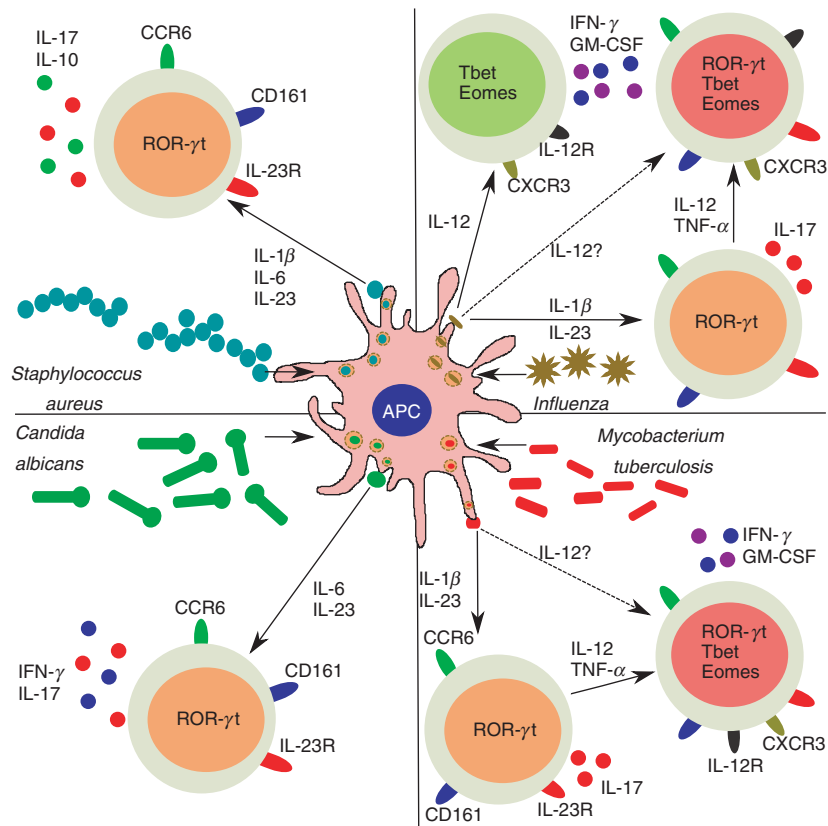 IL-17
IL-10
CCR6
CD161
ROR-γt
IL-23R
IL-1β
IL-6
IL-23
Staphylococcus
aureus
Tbet
Eomes
IFN-γ
GM-CSF
IL-12R
CXCR3
IL-12
IL-12?
ROR-γt
Tbet
Eomes
CXCR3
IL-12
TNF-α
IL-17
IL-1β
IL-23
ROR-γt
Influenza
APC
Candida
albicans
IL-6
IL-23
CCR6
IFN-γ
IL-17
CD161
ROR-γt
IL-23R
Mycobacterium
tuberculosis
IL-1β
IL-23
IL-12?
IFN-γ
GM-CSF
CCR6
IL-12
TNF-α
ROR-γt
ROR-γt
Tbet
Eomes
CD161
IL-23R
IL-17
IL-12R
CXCR3